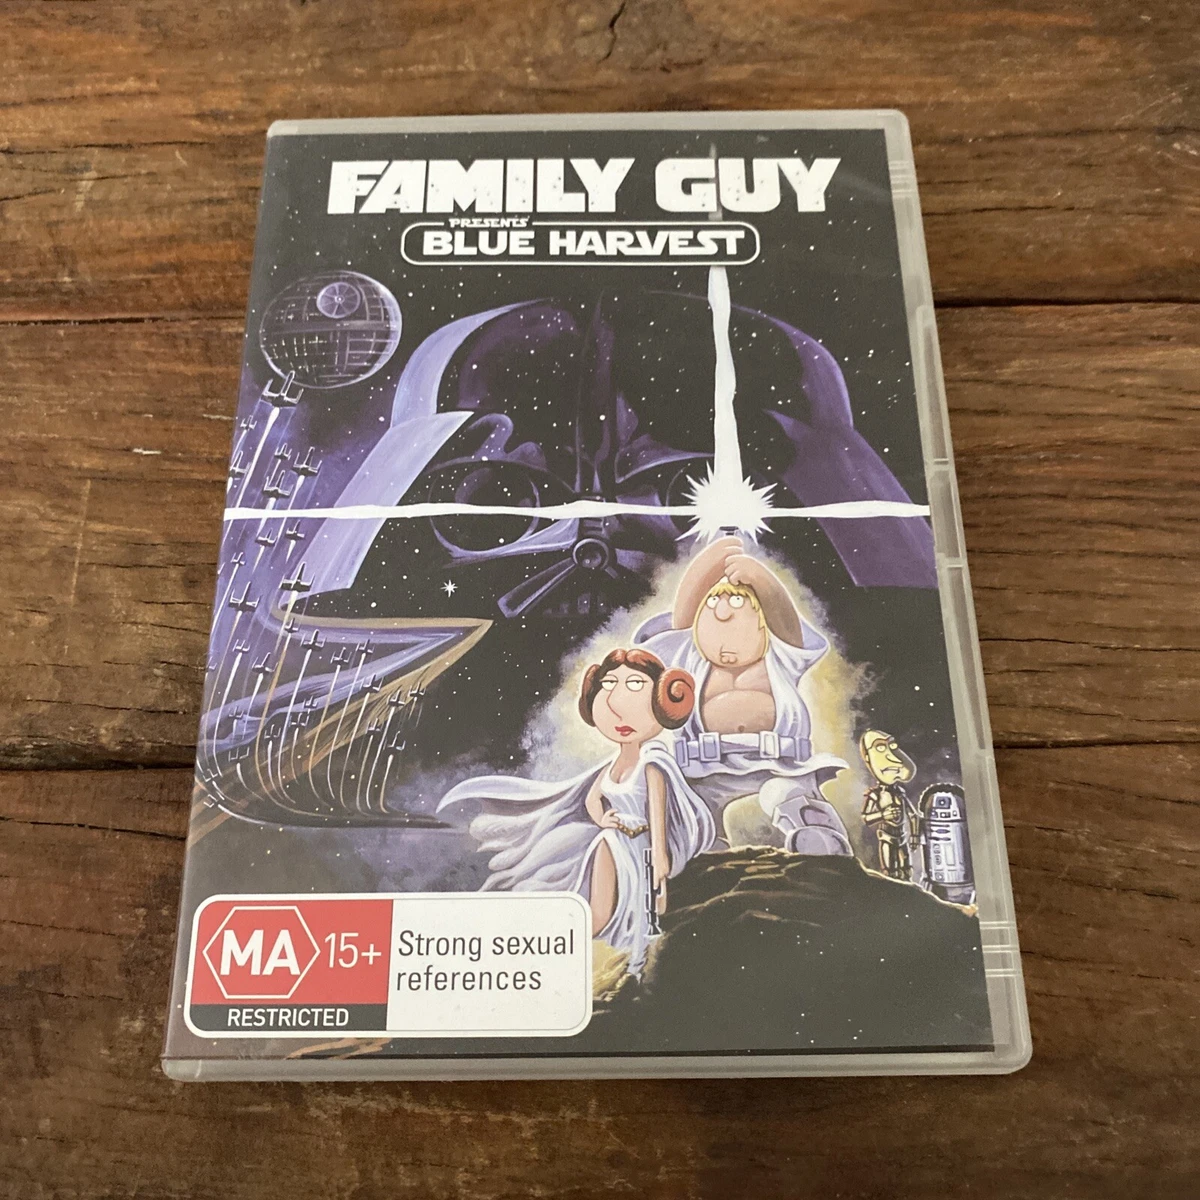 FAMILY GUY
PRESENTS
BLUE HARVEST
MA 15+
RESTRICTED
Strong sexual
references